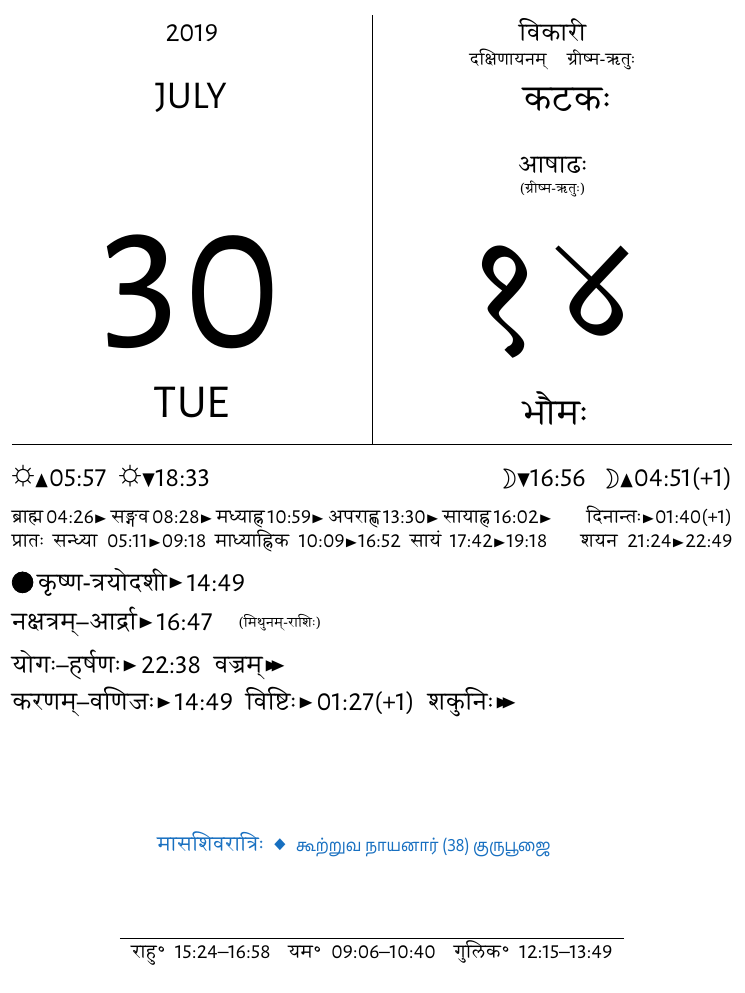 2019
JULY
30
TUE
विकारी
दक्षिणायनम् ग्रीष्म-ऋतुः
कटकः
आषाढः
(ग्रीष्म-ऋतुः)
१४
भौमः
☼▲05:57 ☼▼18:33 ☽▼16:56 ☽▲04:51(+1)
ब्राह्म 04:26► सङ्गव 08:28► मध्याह्न 10:59► अपराह्ण 13:30► सायाह्न 16:02► दिनान्तः►01:40(+1)
प्रातः सन्ध्या 05:11►09:18 माध्याह्निक 10:09►16:52 सायं 17:42►19:18 शयन 21:24►22:49
●कृष्ण-त्रयोदशी►14:49
नक्षत्रम्–आर्द्रा►16:47 (मिथुनम्-राशिः)
योगः–हर्षणः► 22:38 वज्रम्►►
करणम्–वणिजः►14:49 विष्टिः►01:27(+1) शकुनिः►►
मासशिवरात्रिः ◆ கூற்றுவ நாயனார் (38) குருபூஜை
राहु° 15:24–16:58 यम° 09:06–10:40 गुलिक° 12:15–13:49